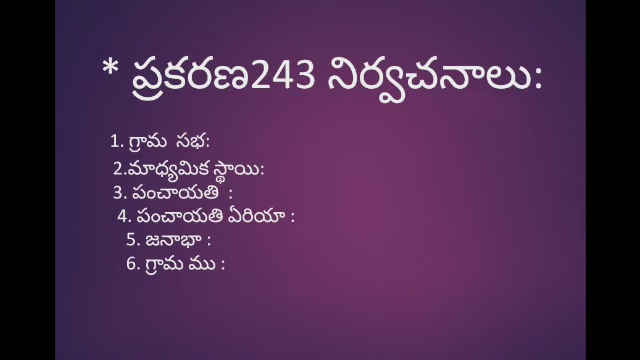 * ప్రకరణ243 నిర్వచనాలు:
1. గ్రామ సభ:
2.మాధ్యమిక స్థాయి:
3. పంచాయతి :
4. పంచాయతి ఏరియా :
5. జనాభా :
6. గ్రామ ము :